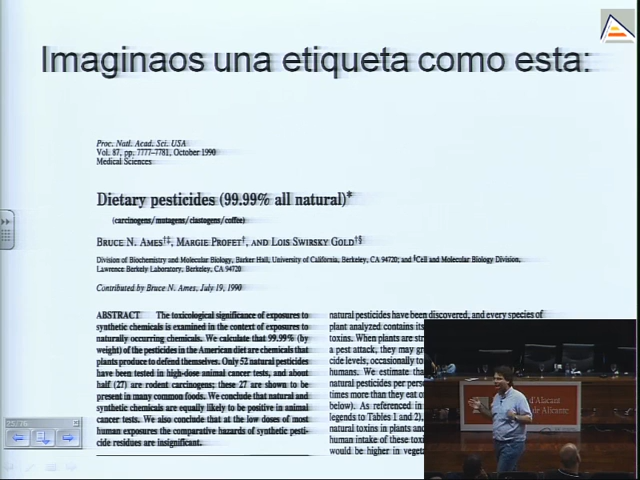 Imaginaos una etiqueta como esta:
Proc. Natl. Acad. Sci. USA
Vol. 87, pp. 7777-7781, October 1990
Medical Sciences
Dietary pesticides (99.99% all natural)*
(carcinogens/mutagens/clastogens/coffee)
BRUCE N. AMES†‡, MARGIE PROFET†, AND LOIS SWIRSKY GOLD†§
Division of Biochemistry and Molecular Biology, Barker Hall, University of California, Berkeley, CA 94720; and ‡Cell and Molecular Biology Division,
Lawrence Berkeley Laboratory, Berkeley, CA 94720
Contributed by Bruce N. Ames, July 19, 1990
ABSTRACT The toxicological significance of exposures to
synthetic chemicals is examined in the context of exposures to
naturally occurring chemicals. We calculate that 99.99% (by
weight) of the pesticides in the American diet are chemicals that
plants produce to defend themselves. Only 52 natural pesticides
have been tested in high-dose animal cancer tests, and about
half (27) are rodent carcinogens; these 27 are shown to be
present in many common foods. We conclude that natural and
synthetic chemicals are equally likely to be positive in animal
cancer tests. We also conclude that at the low doses of most
human exposures the comparative hazards of synthetic pesti-
cide residues are insignificant.
natural pesticides have been discovered, and every species of
plant analyzed contains its
toxins. When plants are
a pest attack, they may
cide levels, occasionally to
humans. We estimate
natural pesticides per
times more than they eat
below). As referenced in
legends to Tables 1 and 2),
natural toxins in plants and
human intake of these
would be higher in
d'Alacant
de Alicante